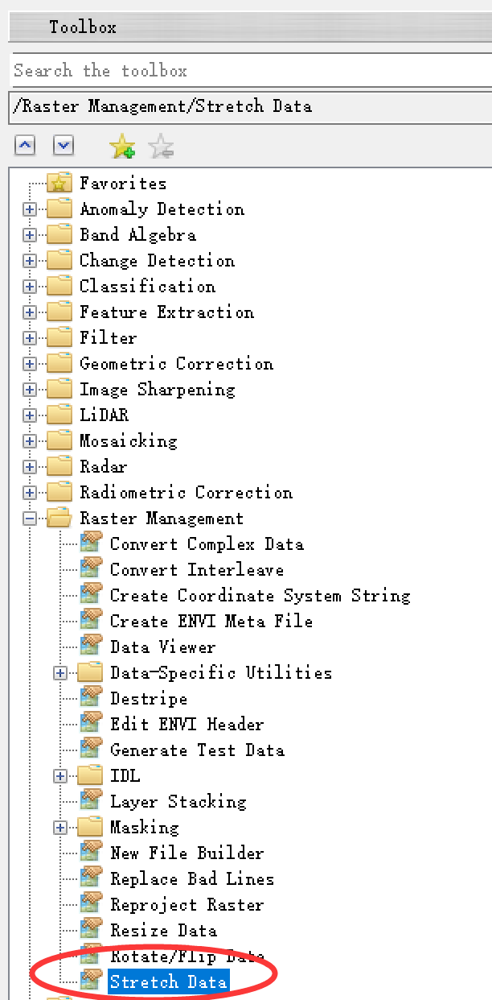 Toolbox
Search the toolbox
/Raster Management/Stretch Data
Favorites
Anomaly Detection
Band Algebra
Change Detection
Classification
Feature Extraction
Filter
Geometric Correction
Image Sharpening
LiDAR
Mosaicking
Radar
Radiometric Correction
Raster Management
Convert Complex Data
Convert Interleave
Create Coordinate System String
Create ENVI Meta File
Data Viewer
Data-Specific Utilities
Destripe
Edit ENVI Header
Generate Test Data
IDL
Layer Stacking
Masking
New File Builder
Replace Bad Lines
Reproject Raster
Resize Data
Rotate/Flip Data
Stretch Data